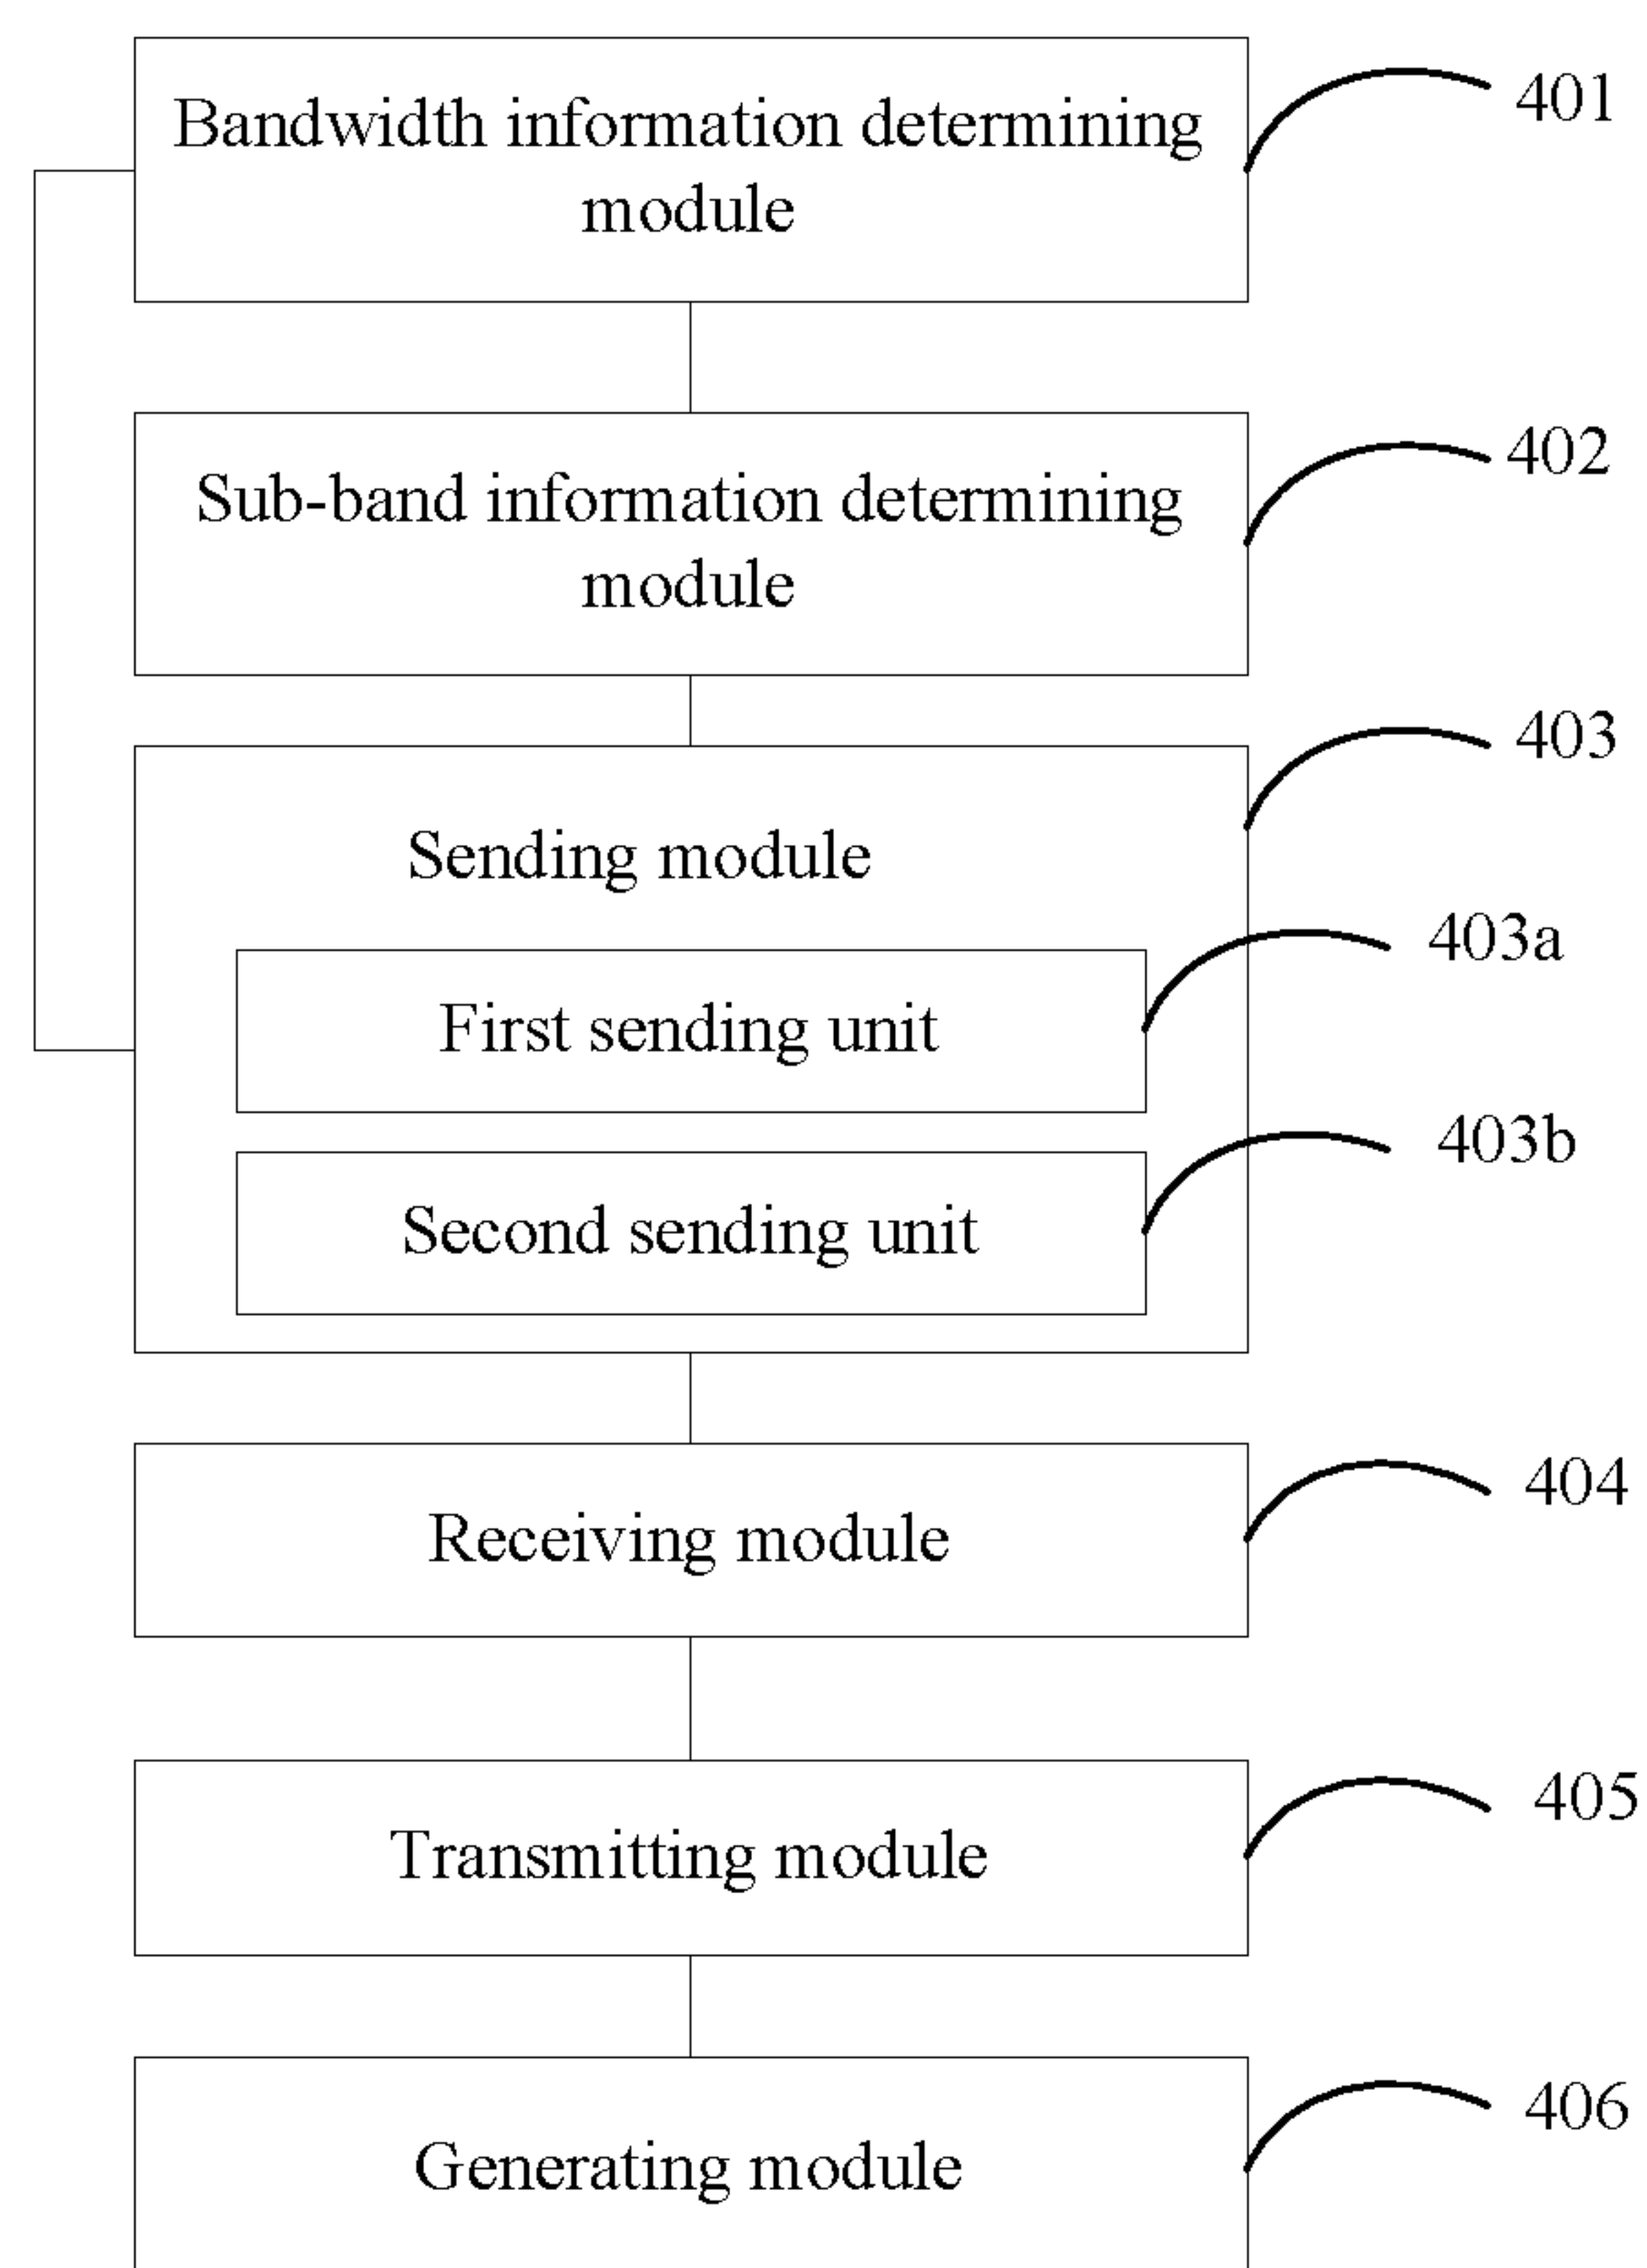 Bandwidth information determining
module
401
Sub-band information determining
module
402
Sending module
403
First sending unit
403a
Second sending unit
403b
Receiving module
404
Transmitting module
405
Generating module
406